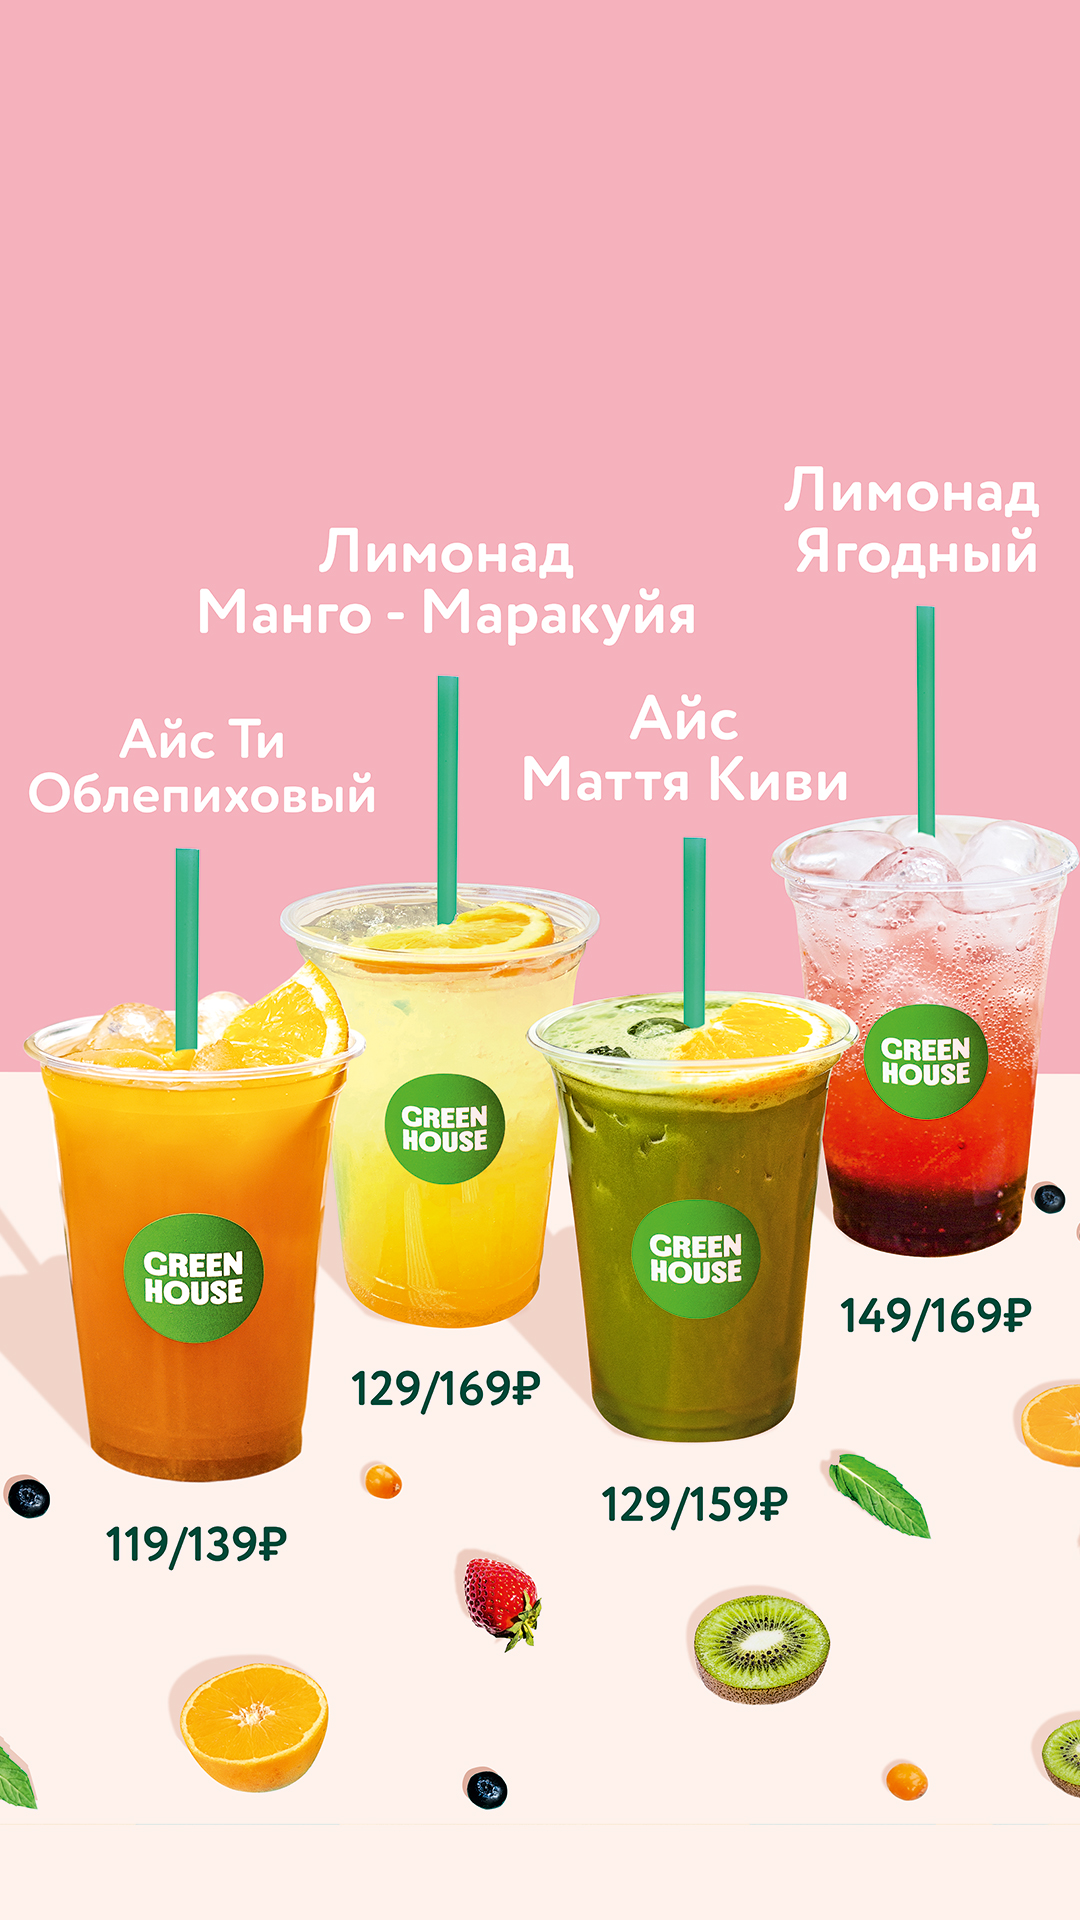 Лимонад
Ягодный
Лимонад
Манго - Маракуйя
Айс
Маття Киви
Айс Ти
Облепиховый
GREEN
HOUSE
GREEN
HOUSE
GREEN
HOUSE
GREEN
HOUSE
149/169₽
129/169₽
129/159₽
119/139₽